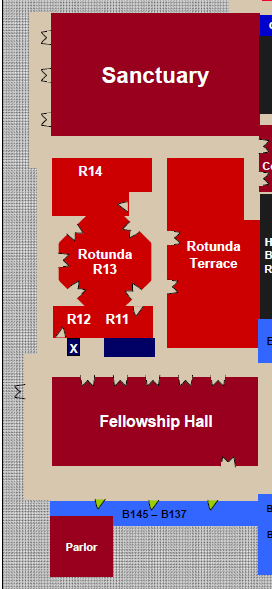 Sanctuary
R14
Rotunda
R13
Rotunda
Terrace
R12 R11
X
Fellowship Hall
B145 – B137
Parlor
C
H
B
R
E
B
B